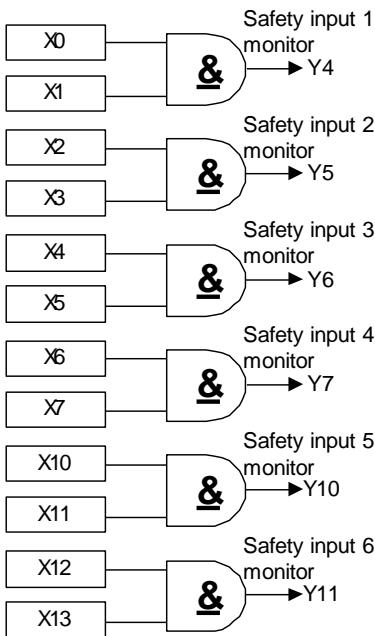 Safety input 1
X0
monitor
&
Y4
X1
Safety input 2
X2
monitor
&
Y5
X3
Safety input 3
X4
monitor
&
Y6
X5
Safety input 4
X6
monitor
&
Y7
X7
Safety input 5
X10
monitor
&
Y10
X11
Safety input 6
X12
monitor
&
Y11
X13